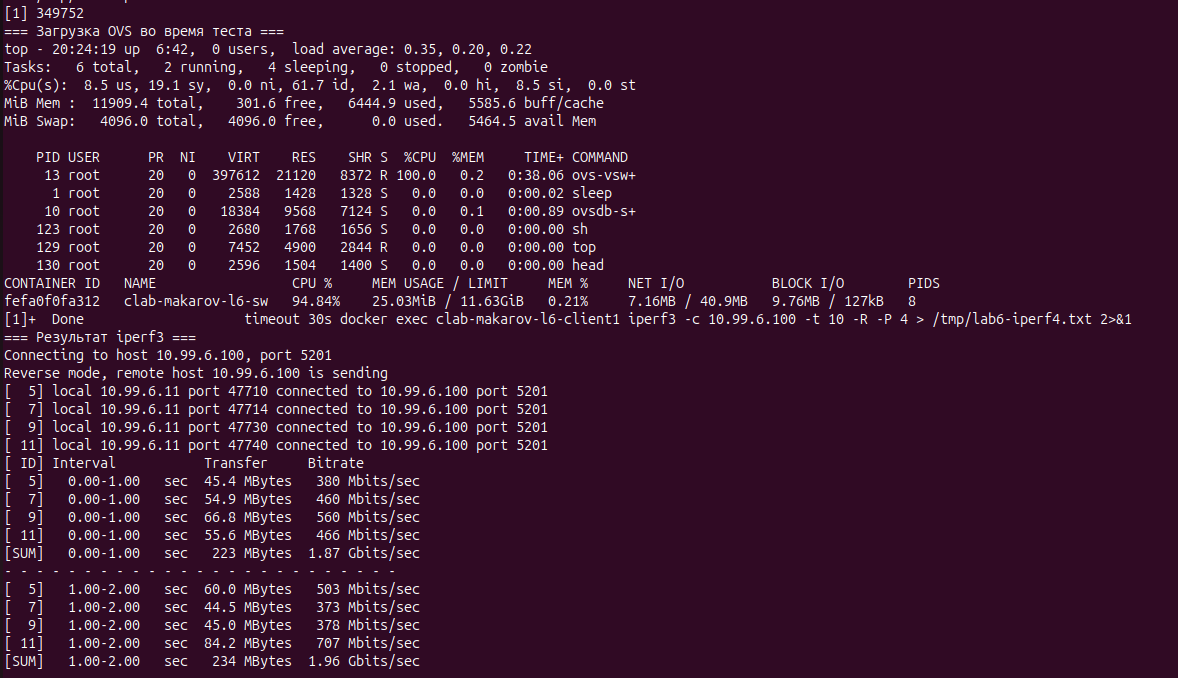 [1] 349752
=== Загрузка OVS во время теста ===
top - 20:24:19 up  6:42,  0 users,  load average: 0.35, 0.20, 0.22
Tasks:   6 total,   2 running,   4 sleeping,   0 stopped,   0 zombie
%Cpu(s):  8.5 us, 19.1 sy,  0.0 ni, 61.7 id,  2.1 wa,  0.0 hi,  8.5 si,  0.0 st
MiB Mem :  11909.4 total,    301.6 free,   6444.9 used,   5585.6 buff/cache
MiB Swap:   4096.0 total,   4096.0 free,      0.0 used.   5464.5 avail Mem
    PID USER      PR  NI    VIRT    RES    SHR S  %CPU  %MEM     TIME+ COMMAND
     13 root      20   0  397612  21120   8372 R 100.0   0.2   0:38.06 ovs-vsw+
      1 root      20   0    2588   1428   1328 S   0.0   0.0   0:00.02 sleep
     10 root      20   0   18384   9568   7124 S   0.0   0.1   0:00.89 ovsdb-s+
    123 root      20   0    2680   1768   1656 S   0.0   0.0   0:00.00 sh
    129 root      20   0    7452   4900   2844 R   0.0   0.0   0:00.00 top
    130 root      20   0    2596   1504   1400 S   0.0   0.0   0:00.00 head
CONTAINER ID   NAME                 CPU %     MEM USAGE / LIMIT     MEM %     NET I/O           BLOCK I/O        PIDS
fefa0f0fa312   clab-makarov-l6-sw   94.84%    25.03MiB / 11.63GiB   0.21%     7.16MB / 40.9MB   9.76MB / 127kB   8
[1]+  Done                    timeout 30s docker exec clab-makarov-l6-client1 iperf3 -c 10.99.6.100 -t 10 -R -P 4 > /tmp/lab6-iperf4.txt 2>&1
=== Результат iperf3 ===
Connecting to host 10.99.6.100, port 5201
Reverse mode, remote host 10.99.6.100 is sending
[  5] local 10.99.6.11 port 47710 connected to 10.99.6.100 port 5201
[  7] local 10.99.6.11 port 47714 connected to 10.99.6.100 port 5201
[  9] local 10.99.6.11 port 47730 connected to 10.99.6.100 port 5201
[ 11] local 10.99.6.11 port 47740 connected to 10.99.6.100 port 5201
[ ID] Interval           Transfer     Bitrate
[  5]   0.00-1.00   sec  45.4 MBytes   380 Mbits/sec
[  7]   0.00-1.00   sec  54.9 MBytes   460 Mbits/sec
[  9]   0.00-1.00   sec  66.8 MBytes   560 Mbits/sec
[ 11]   0.00-1.00   sec  55.6 MBytes   466 Mbits/sec
[SUM]   0.00-1.00   sec   223 MBytes  1.87 Gbits/sec
- - - - - - - - - - - - - - - - - - - - - - - - -
[  5]   1.00-2.00   sec  60.0 MBytes   503 Mbits/sec
[  7]   1.00-2.00   sec  44.5 MBytes   373 Mbits/sec
[  9]   1.00-2.00   sec  45.0 MBytes   378 Mbits/sec
[ 11]   1.00-2.00   sec  84.2 MBytes   707 Mbits/sec
[SUM]   1.00-2.00   sec   234 MBytes  1.96 Gbits/sec